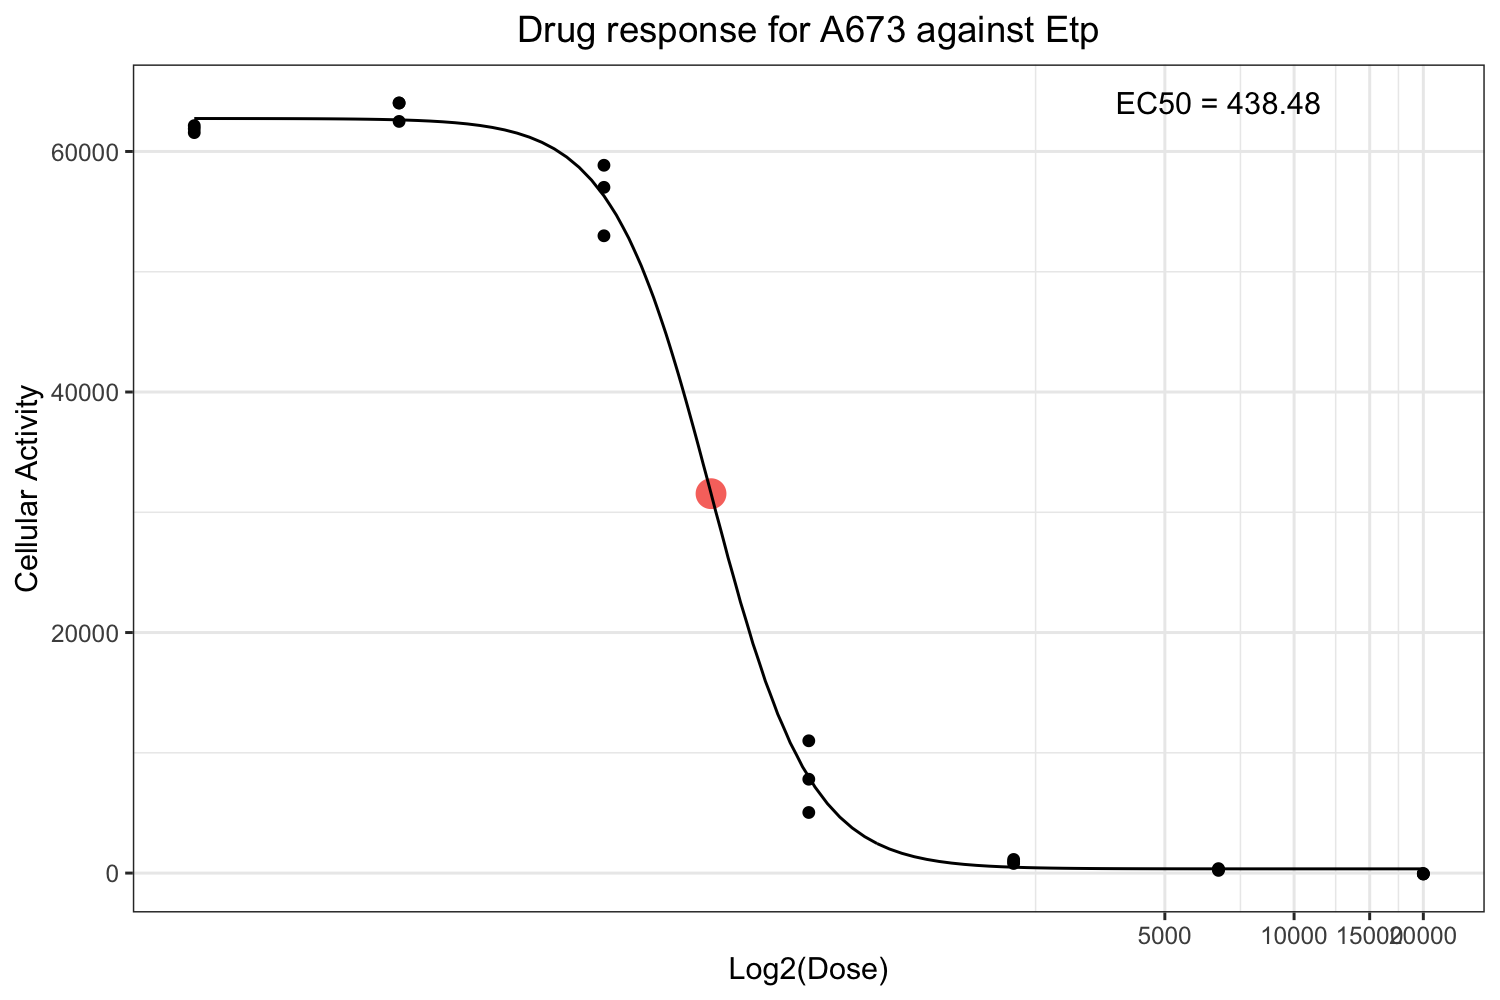 Drug response for A673 against Etp
EC50 = 438.48
60000
40000
20000
0
Cellular Activity
5000 10000 15000 20000
Log2(Dose)